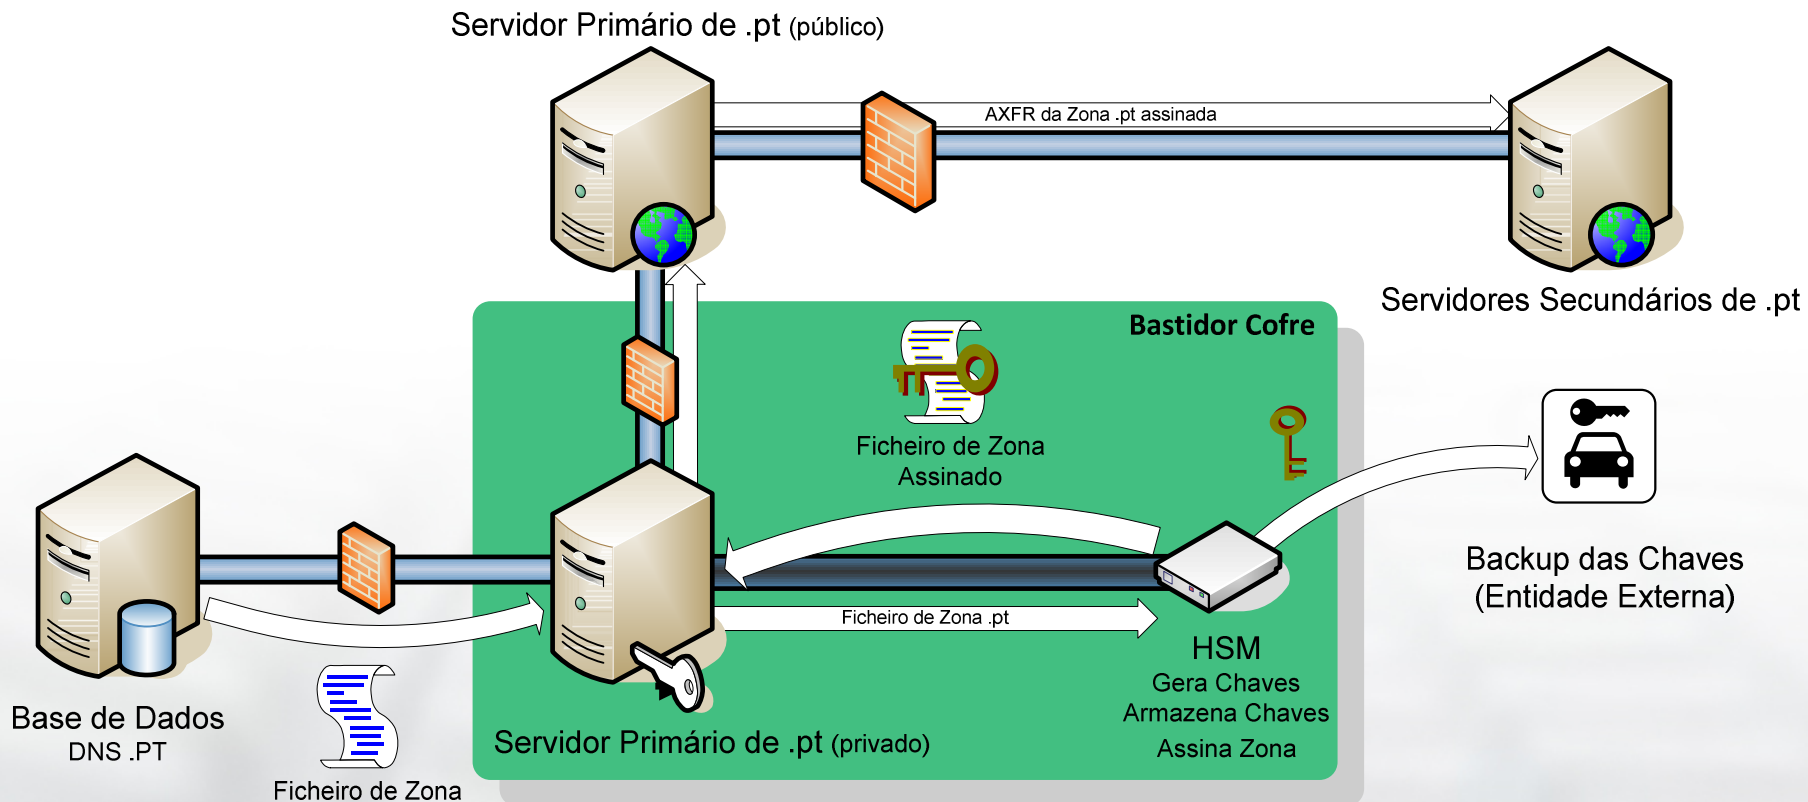 Servidor Primário de .pt (público)
AXFR da Zona .pt assinada
Servidores Secundários de .pt
Bastidor Cofre
Ficheiro de Zona
Assinado
Backup das Chaves
(Entidade Externa)
Ficheiro de Zona .pt
HSM
Gera Chaves
Armazena Chaves
Assina Zona
Base de Dados
DNS .PT
Servidor Primário de .pt (privado)
Ficheiro de Zona